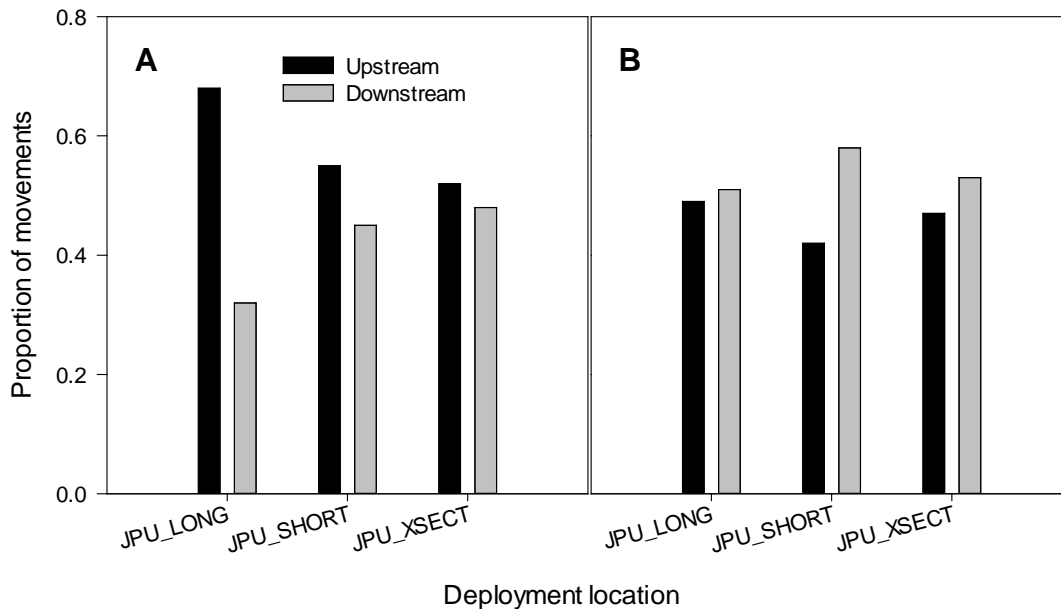 Proportion of movements
0.8
0.6
0.4
0.2
0.0
A
Upstream
Downstream
B
JPU_LONG
JPU_SHORT
JPU_XSECT
JPU_LONG
JPU_SHORT
JPU_XSECT
Deployment location